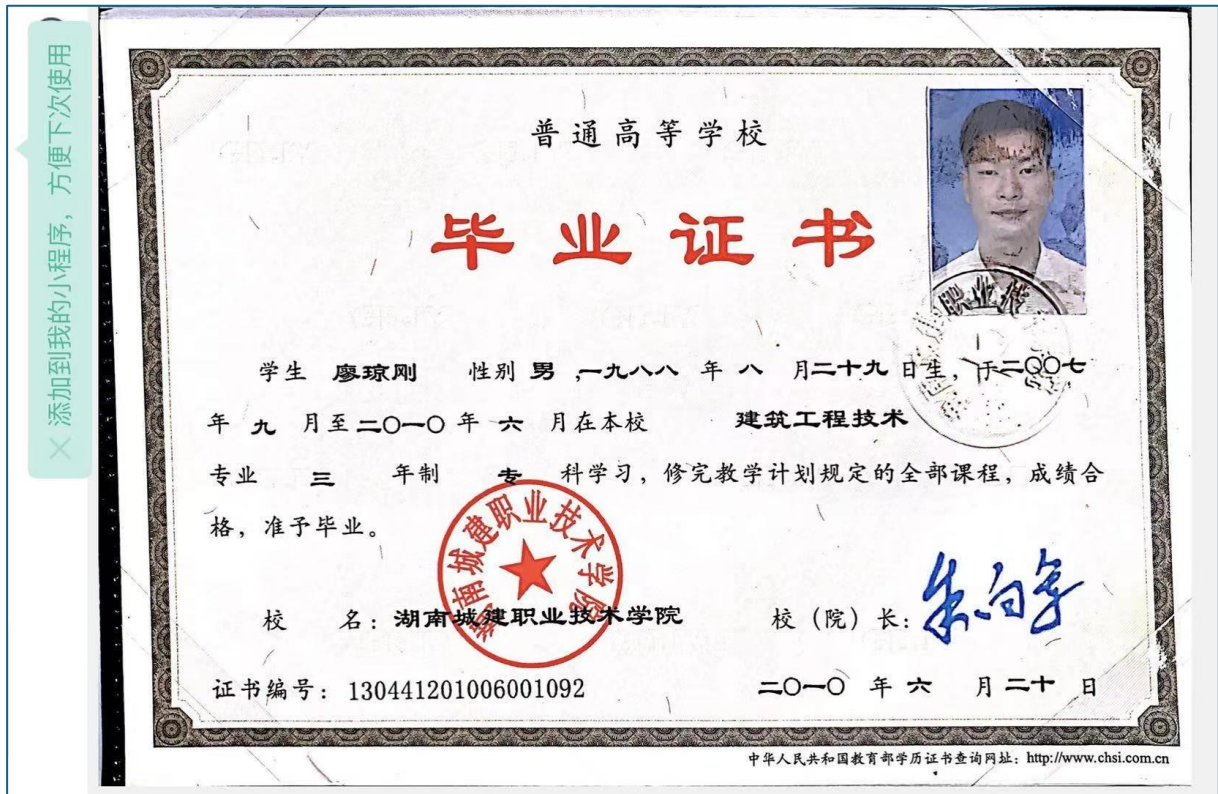 添加到我的小程序，方便下次使用
普通高等学校
毕业证书
学生 廖琼刚 性别 男 ,一九八八 年 八 月二十九 日生，于二〇〇七
年 九 月至 二〇一〇 年 六 月在本校 建筑工程技术
专业 三 年制 专 科学习，修完教学计划规定的全部课程，成绩合
格，准予毕业。
湖南城建职业技术学院
校 名：湖南城建职业技术学院 校（院）长：
证书编号：130441201006001092 二〇一〇 年 六 月 二十 日
中华人民共和国教育部学历证书查询网址：http://www.chsi.com.cn